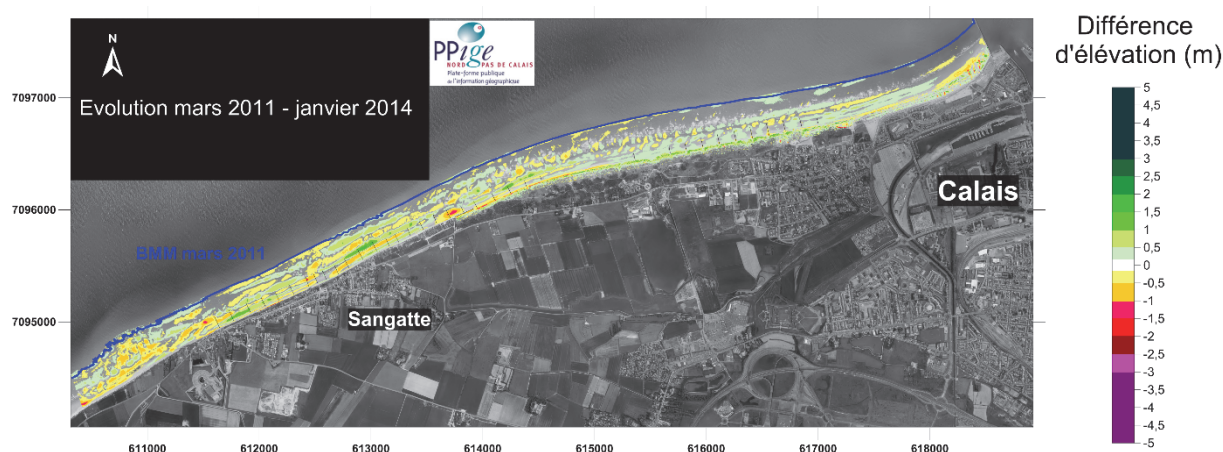 N
Evolution mars 2011 - janvier 2014
PPige
NORD PAS DE CALAIS
Plate-forme publique
de l'information géographique
7097000
7096000
7095000
BMM mars 2011
Sangatte
Calais
611000
612000
613000
614000
615000
616000
617000
618000
Différence
d'élévation (m)
5
4,5
4
3,5
3
2,5
2
1,5
1
0,5
0
-0,5
-1
-1,5
-2
-2,5
-3
-3,5
-4
-4,5
-5